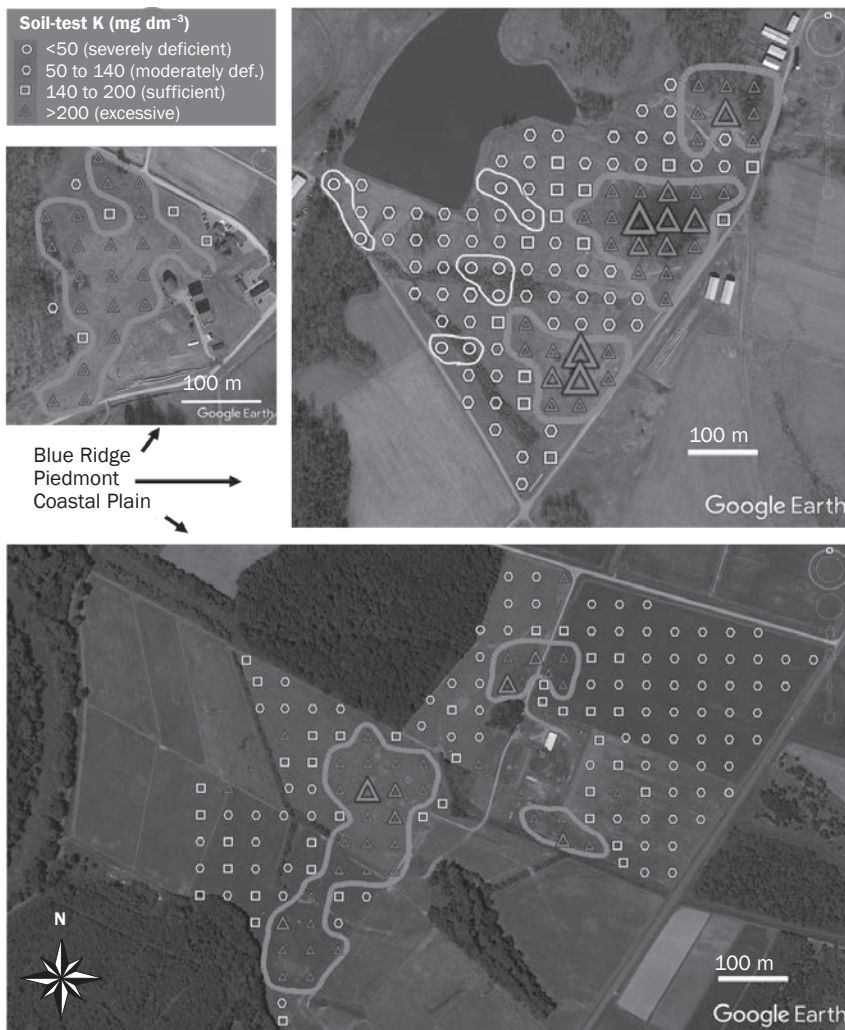 Soil-test K (mg dm⁻³)
<50 (severely deficient)
50 to 140 (moderately def.)
140 to 200 (sufficient)
>200 (excessive)
100 m
Google Earth
100 m
Google Earth
Blue Ridge
Piedmont
Coastal Plain
N
100 m
Google Earth